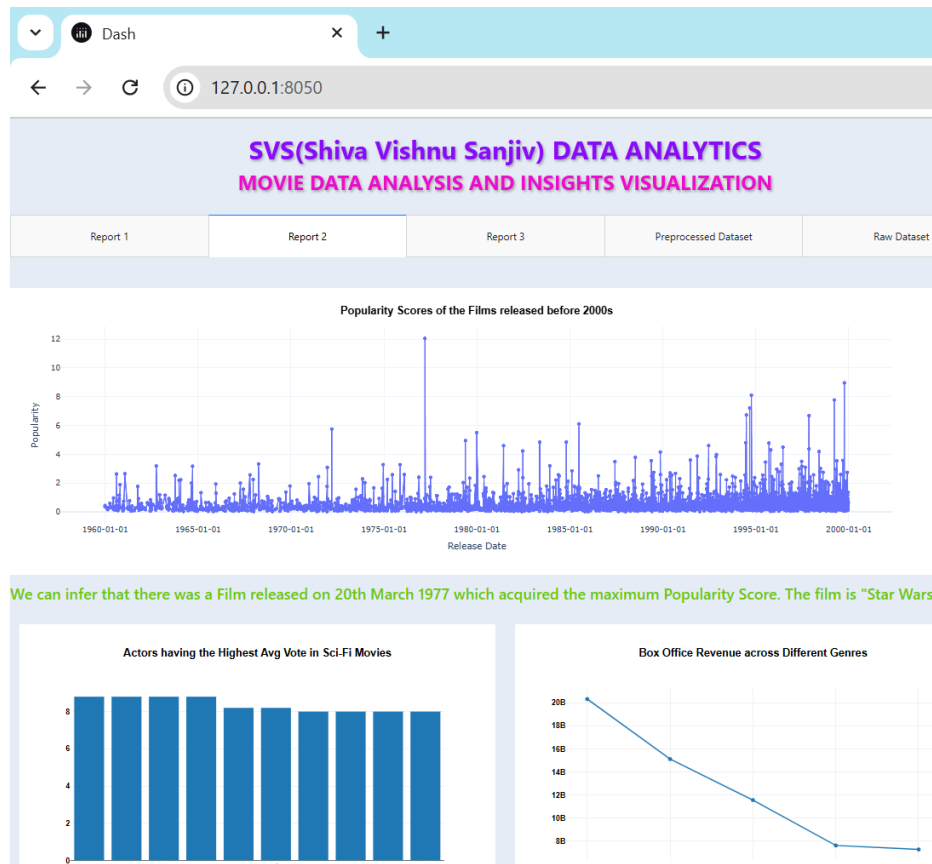 Dash
127.0.0.1:8050
SVS(Shiva Vishnu Sanjiv) DATA ANALYTICS
MOVIE DATA ANALYSIS AND INSIGHTS VISUALIZATION
Report 1 Report 2 Report 3 Preprocessed Dataset Raw Dataset
Popularity Scores of the Films released before 2000s
12
10
8
6
4
2
0
Popularity
1960-01-01 1965-01-01 1970-01-01 1975-01-01 1980-01-01 1985-01-01 1990-01-01 1995-01-01 2000-01-01
Release Date
We can infer that there was a Film released on 20th March 1977 which acquired the maximum Popularity Score. The film is "Star Wars
Actors having the Highest Avg Vote in Sci-Fi Movies
8
6
4
2
0
Box Office Revenue across Different Genres
20B
18B
16B
14B
12B
10B
8B